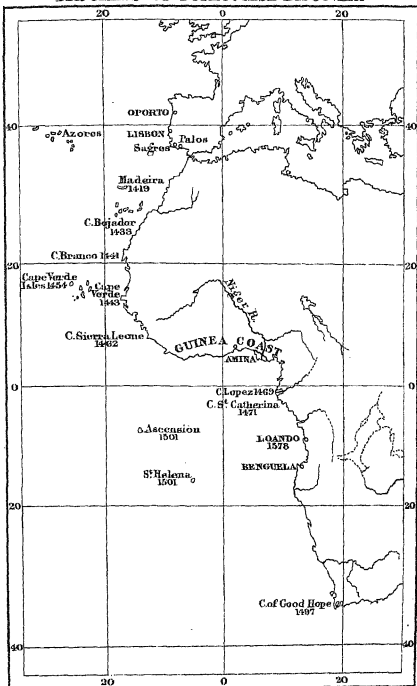 20
0
20
OPORTO
40
40
Azores
LISBON
Palos
Sagres
Madeira
1419
C. Bojador
1433
C. Branco 1441
20
20
Cape Verde
Isles 1454
Cape
Verde
1443
Niger R.
C. Sierra Leone
1462
GUINEA COAST
AMINA
0
0
C. Lopez 1469
C. St. Catherina
1471
Ascension
1501
LOANDO
1578
BENGUELA
St. Helena
1501
20
20
C. of Good Hope
1497
40
40
20
0
20